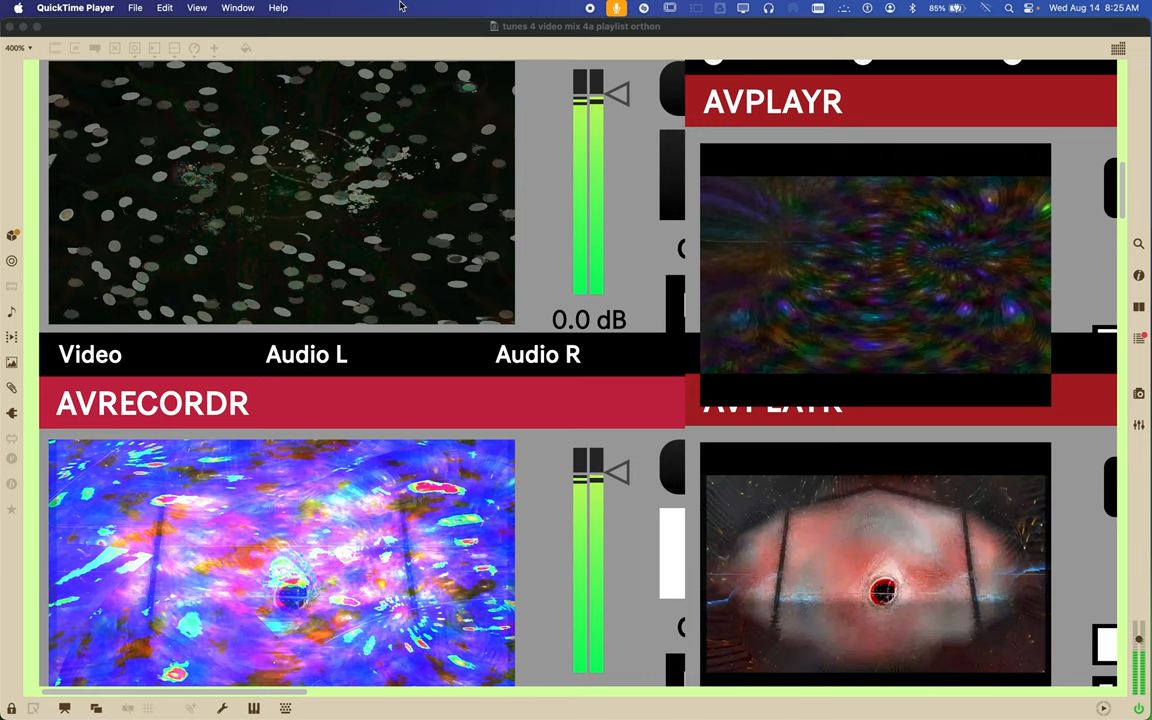 QuickTime Player File Edit View Window Help 85% Wed Aug 14 8:25 AM
tunes 4 video mix 4a playlist orthon
400%
AVPLAYR
0.0 dB
Video Audio L Audio R
AVRECORDR
AVPLAYR